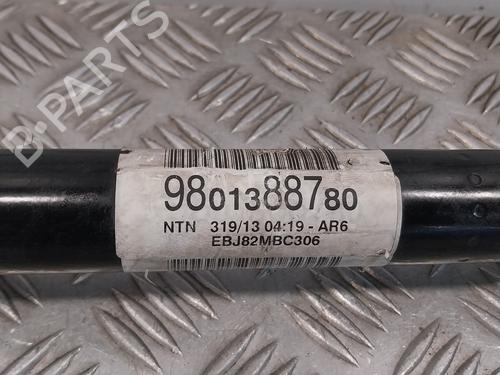 B-PARTS
9801388780
NTN 319/13 04:19 - AR6
EBJ82MBC306